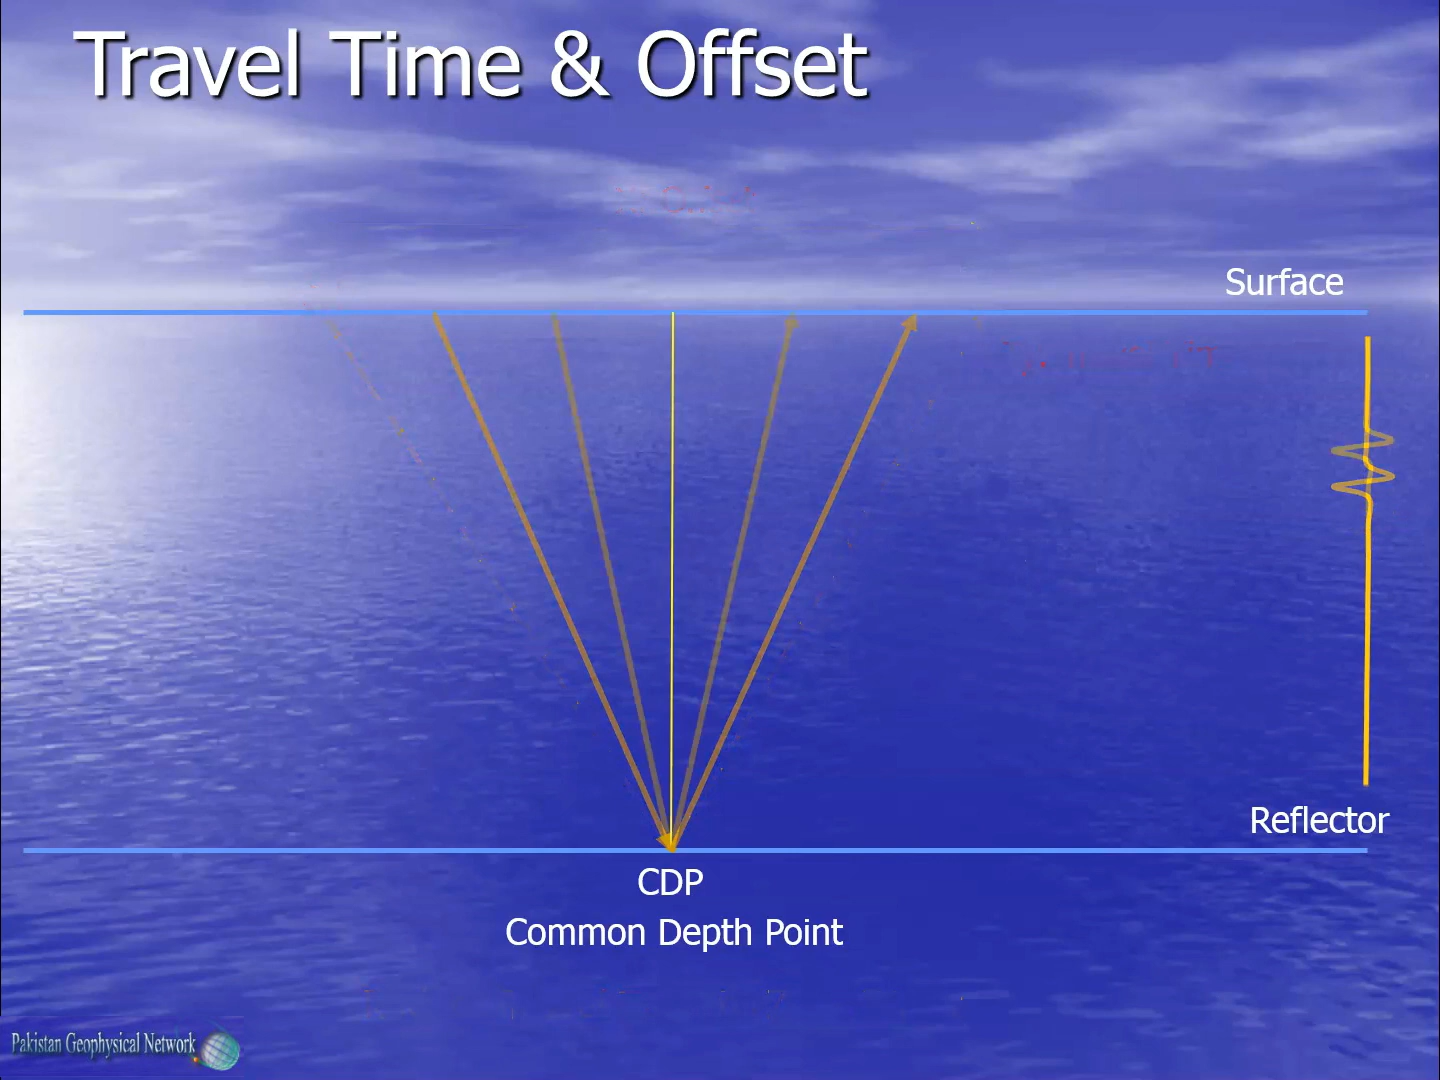 Travel Time & Offset
Surface
Reflector
CDP
Common Depth Point
Pakistan Geophysical Network